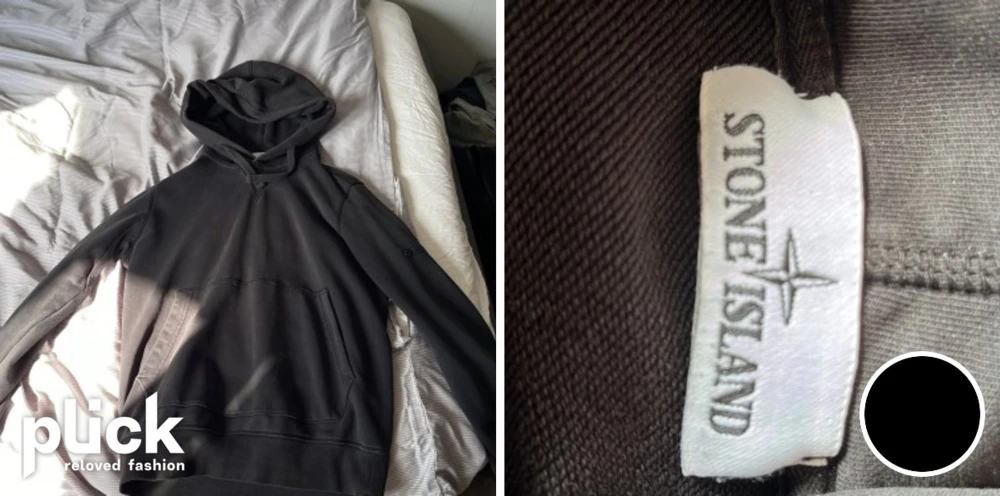 plick
reloved fashion
STONE ISLAND